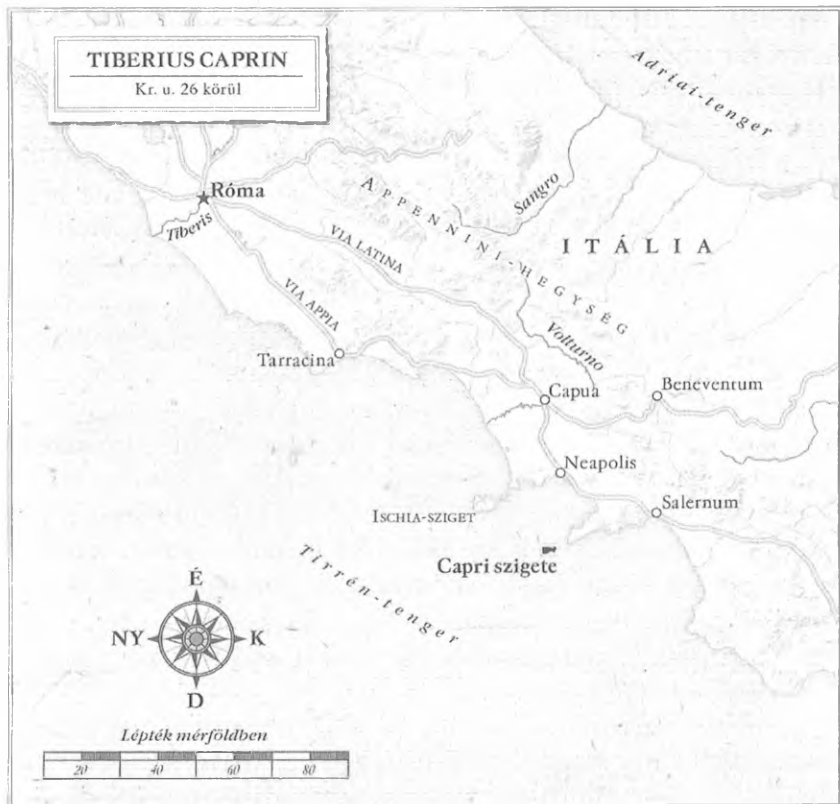 TIBERIUS CAPRIN
Kr. u. 26 körül
Adriai-tenger
Róma
Tiberis
APPENNINI-HEGYSÉG
Sangro
ITÁLIA
VIA LATINA
VIA APPIA
Volturno
Tarracina
Capua
Beneventum
Neapolis
ISCHIA-SZIGET
Salernum
Capri szigete
Tirrén-tenger
É
NY K
D
Lépték mérföldben
20 40 60 80